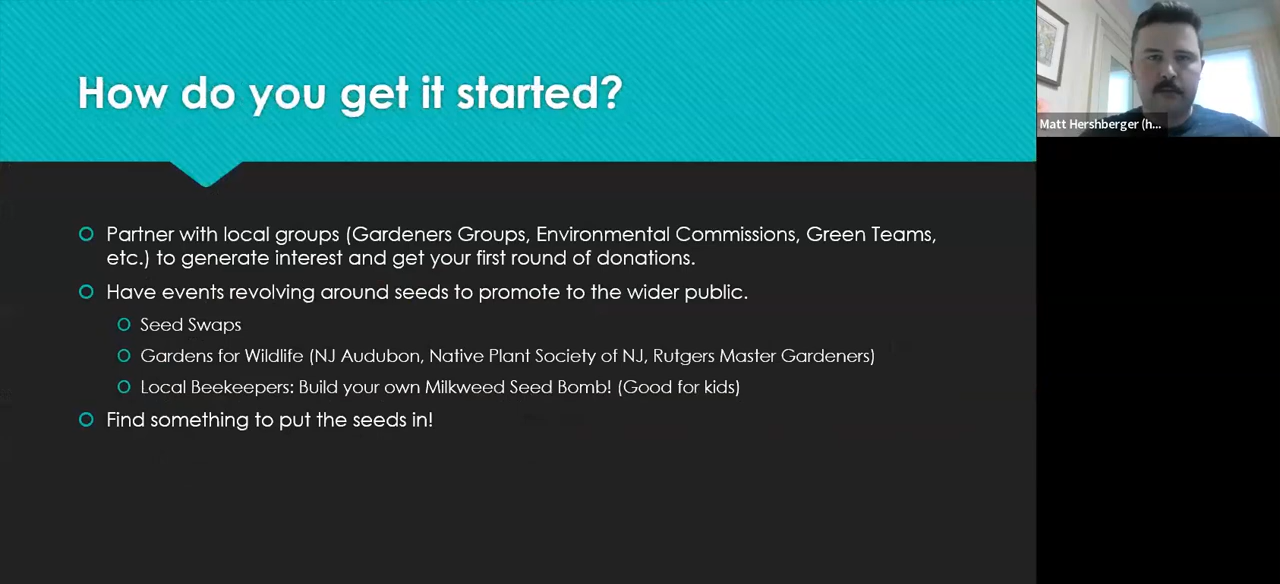 How do you get it started?
Matt Hershberger (h...
Partner with local groups (Gardeners Groups, Environmental Commissions, Green Teams,
etc.) to generate interest and get your first round of donations.
Have events revolving around seeds to promote to the wider public.
Seed Swaps
Gardens for Wildlife (NJ Audubon, Native Plant Society of NJ, Rutgers Master Gardeners)
Local Beekeepers: Build your own Milkweed Seed Bomb! (Good for kids)
Find something to put the seeds in!